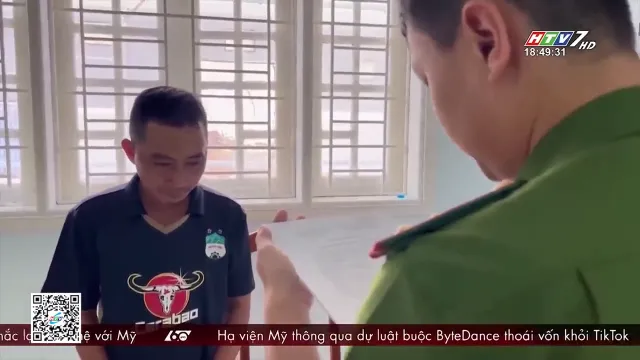 HTV7 HD
18:49:31
Carabao
hệ với Mỹ
60
Hạ viện Mỹ thông qua dự luật buộc ByteDance thoái vốn khỏi TikTok